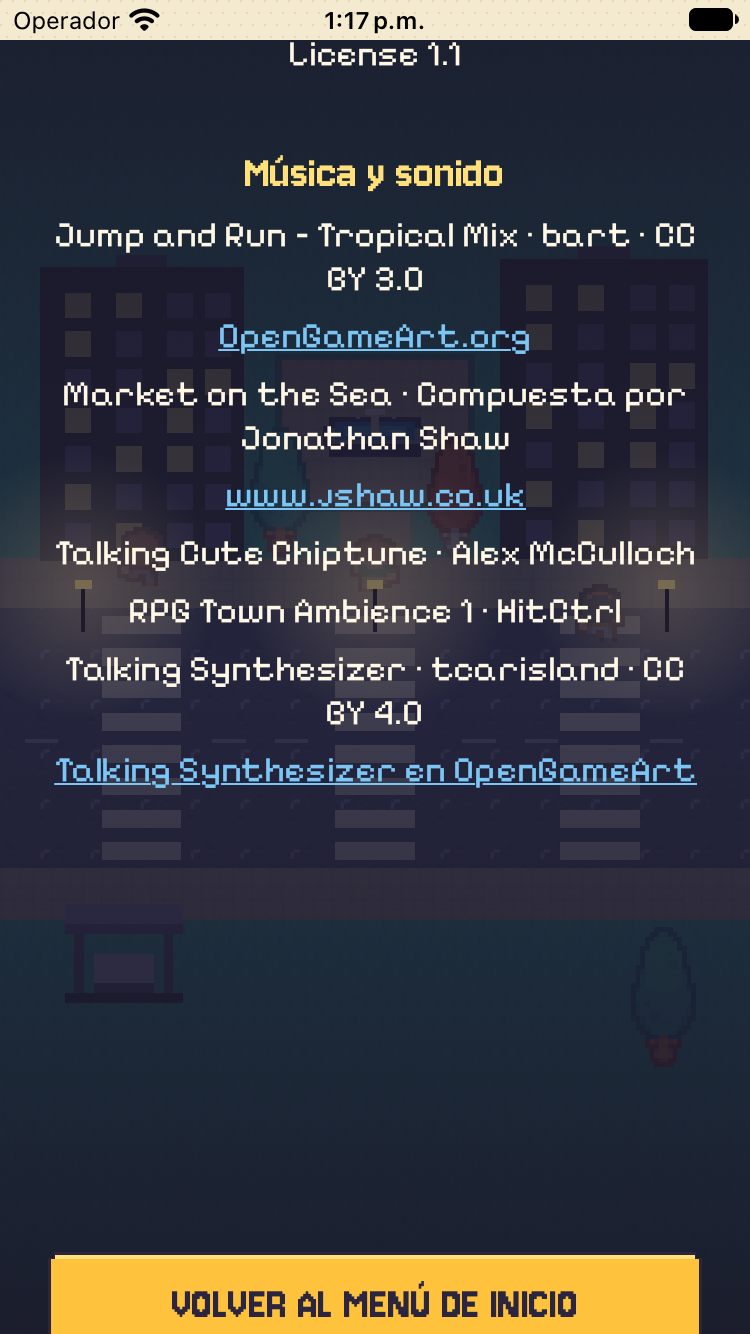 Operador
1:17 p.m.
License 1.1
Música y sonido
Jump and Run - Tropical Mix · bart · CC
BY 3.0
OpenGameArt.org
Market on the Sea · Compuesta por
Jonathan Shaw
www.jshaw.co.uk
Talking Cute Chiptune · Alex McCulloch
RPG Town Ambience 1 · HitCtrl
Talking Synthesizer · tcarisland · CC
BY 4.0
Talking Synthesizer en OpenGameArt
VOLVER AL MENÚ DE INICIO